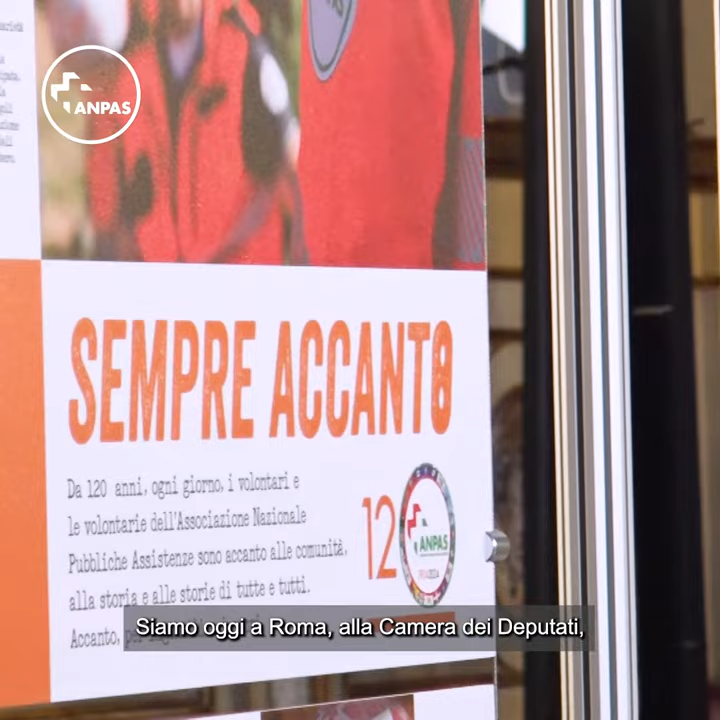 ANPAS
SEMPRE ACCANTO
Da 120 anni, ogni giorno, i volontari e
le volontarie dell'Associazione Nazionale
Pubbliche Assistenze sono accanto alle comunità,
alla storia e alle storie di tutte e tutti.
Accanto,
12
ANPAS
Siamo oggi a Roma, alla Camera dei Deputati,